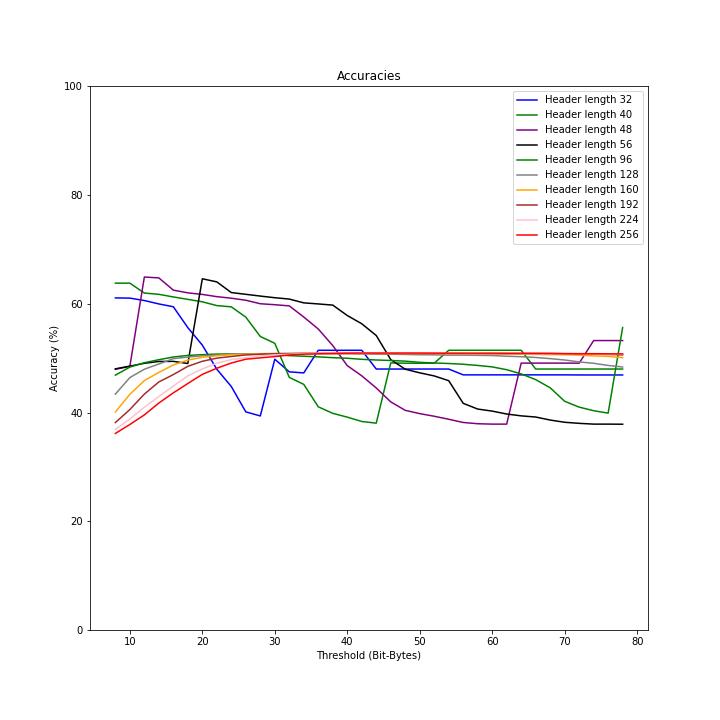 Accuracies
100
80
60
40
20
0
Accuracy (%)
10 20 30 40 50 60 70 80
Threshold (Bit-Bytes)
Header length 32
Header length 40
Header length 48
Header length 56
Header length 96
Header length 128
Header length 160
Header length 192
Header length 224
Header length 256